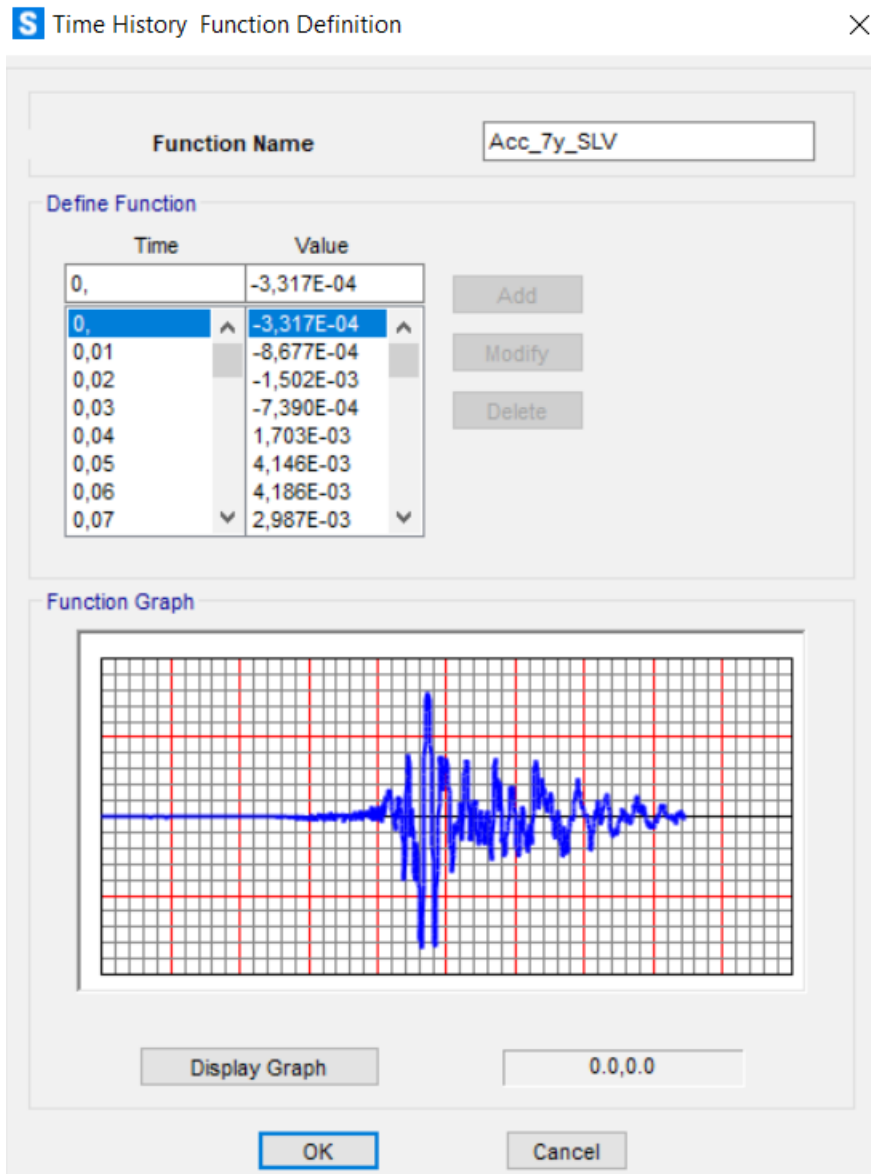 S Time History Function Definition
Function Name Acc_7y_SLV
Define Function
Time Value
0, -3,317E-04 Add
0, -3,317E-04
0,01 -8,677E-04 Modify
0,02 -1,502E-03
0,03 -7,390E-04 Delete
0,04 1,703E-03
0,05 4,146E-03
0,06 4,186E-03
0,07 2,987E-03
Function Graph
Display Graph 0.0,0.0
OK Cancel